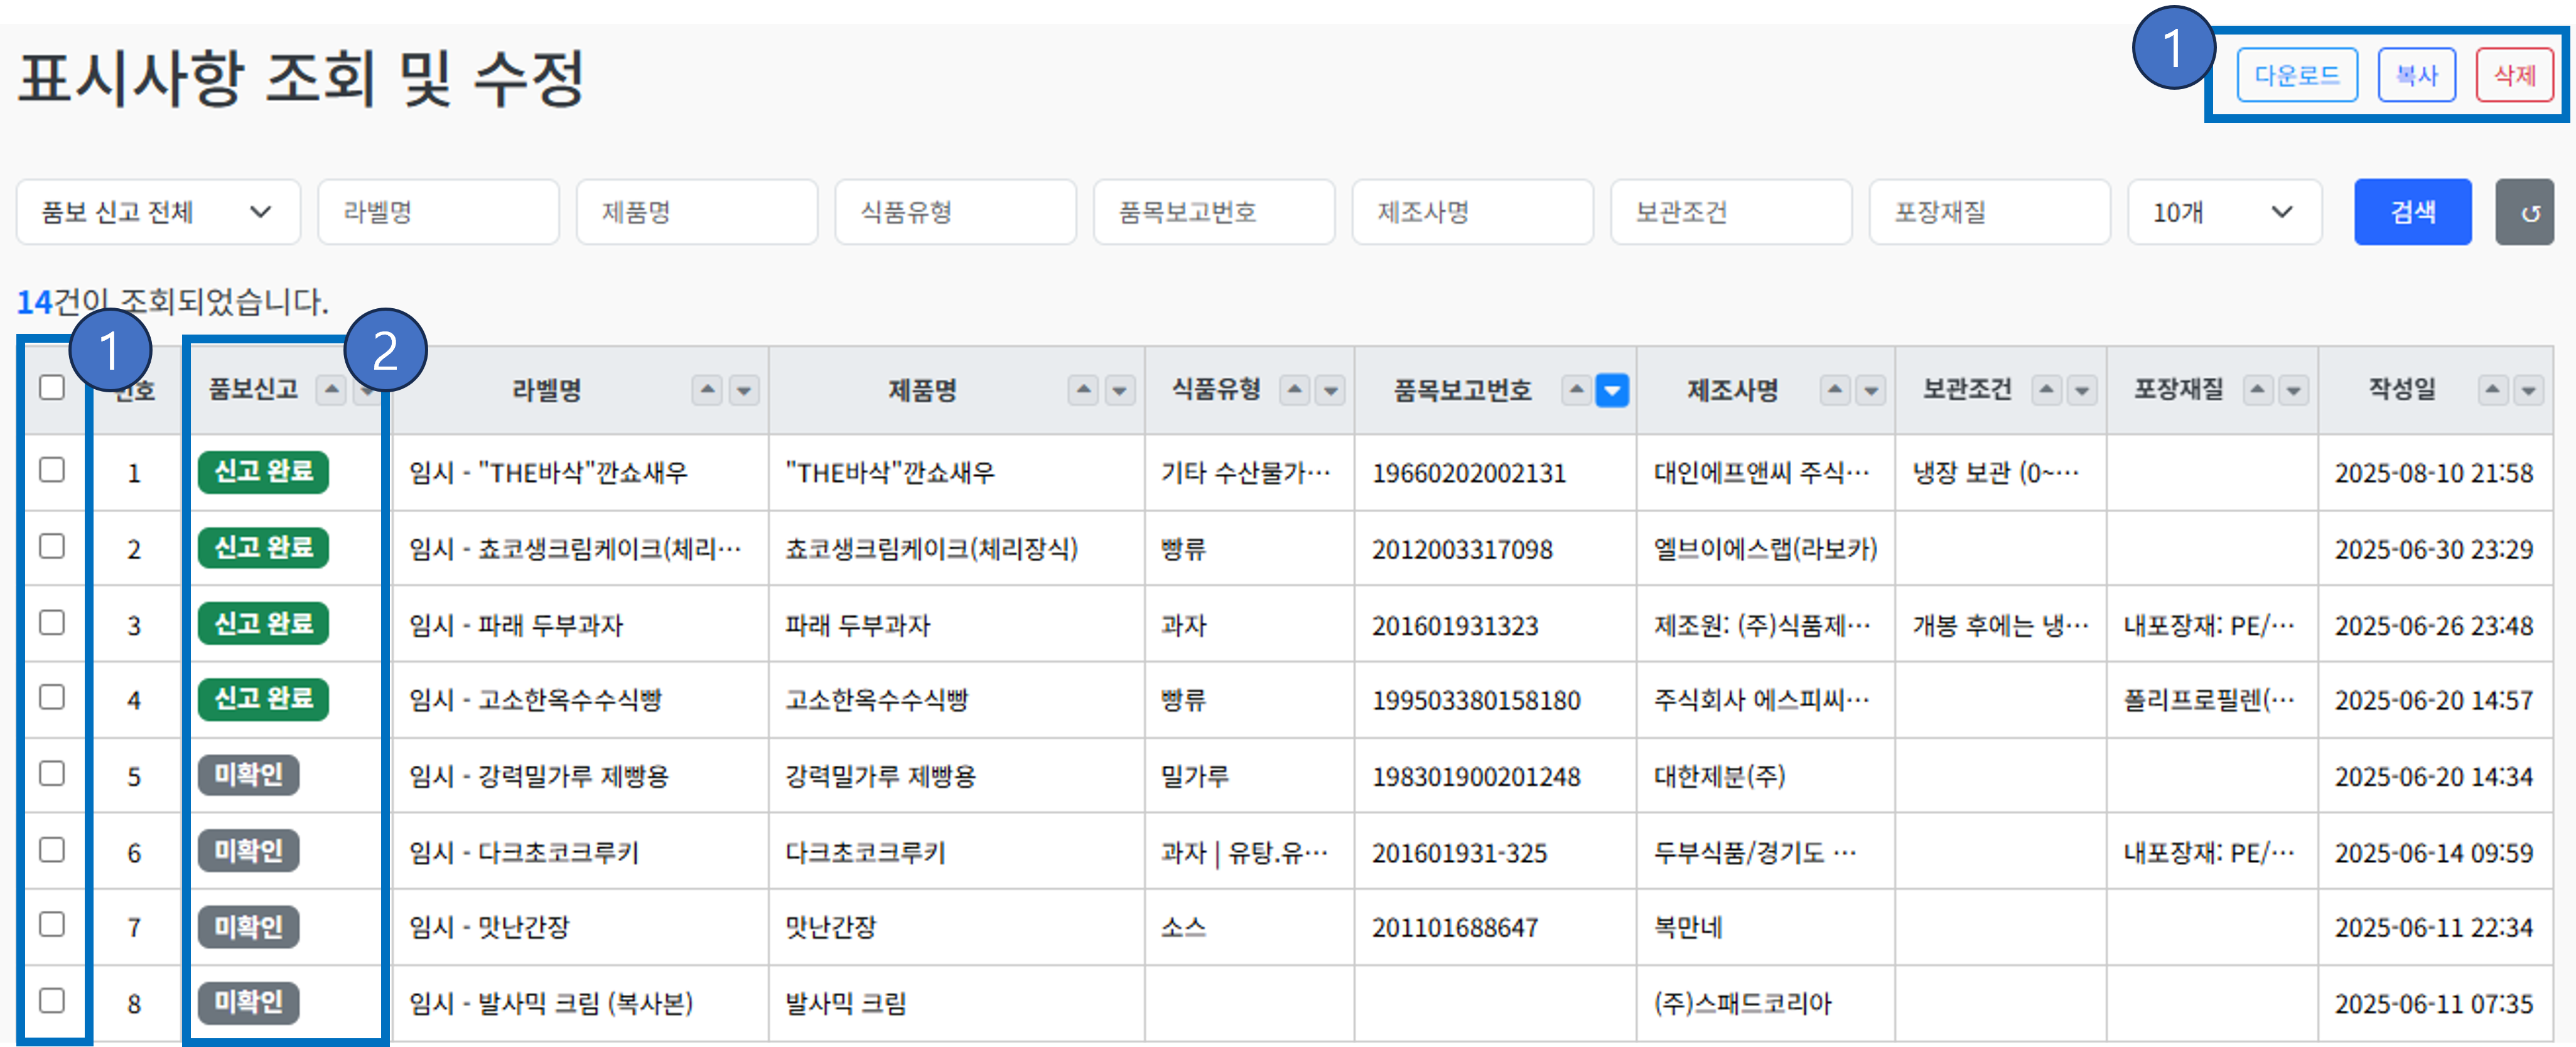 표시사항 조회 및 수정
1
다운로드 복사 삭제
품보 신고 전체 라벨명 제품명 식품유형 품목보고번호 제조사명 보관조건 포장재질 10개 검색 ↺
14건이 조회되었습니다.
1 2
번호 품보신고 라벨명 제품명 식품유형 품목보고번호 제조사명 보관조건 포장재질 작성일
1 신고 완료 임시 - "THE바삭"깐쇼새우 "THE바삭"깐쇼새우 기타 수산물가… 19660202002131 대인에프앤씨 주식… 냉장 보관 (0~… 2025-08-10 21:58
2 신고 완료 임시 - 쵸코생크림케이크(체리… 쵸코생크림케이크(체리장식) 빵류 2012003317098 엘브이에스랩(라보카) 2025-06-30 23:29
3 신고 완료 임시 - 파래 두부과자 파래 두부과자 과자 201601931323 제조원: (주)식품제… 개봉 후에는 냉… 내포장재: PE/… 2025-06-26 23:48
4 신고 완료 임시 - 고소한옥수수식빵 고소한옥수수식빵 빵류 199503380158180 주식회사 에스피씨… 폴리프로필렌(… 2025-06-20 14:57
5 미확인 임시 - 강력밀가루 제빵용 강력밀가루 제빵용 밀가루 198301900201248 대한제분(주) 2025-06-20 14:34
6 미확인 임시 - 다크초코크루키 다크초코크루키 과자 | 유탕.유… 201601931-325 두부식품/경기도 … 내포장재: PE/… 2025-06-14 09:59
7 미확인 임시 - 맛난간장 맛난간장 소스 201101688647 복만네 2025-06-11 22:34
8 미확인 임시 - 발사믹 크림 (복사본) 발사믹 크림 (주)스패드코리아 2025-06-11 07:35